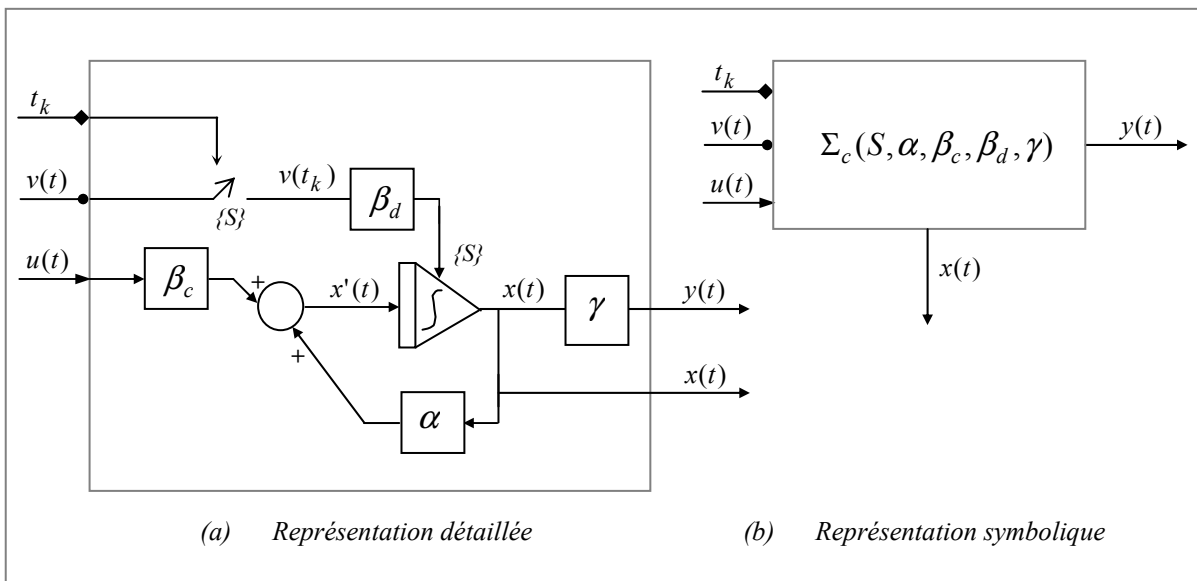 t_k
v(t)
{S}
v(t_k)
β_d
{S}
u(t)
β_c
+
x'(t)
+
x(t)
γ
y(t)
x(t)
α
(a) Représentation détaillée
t_k
v(t)
u(t)
Σ_c(S, α, β_c, β_d, γ)
y(t)
x(t)
(b) Représentation symbolique